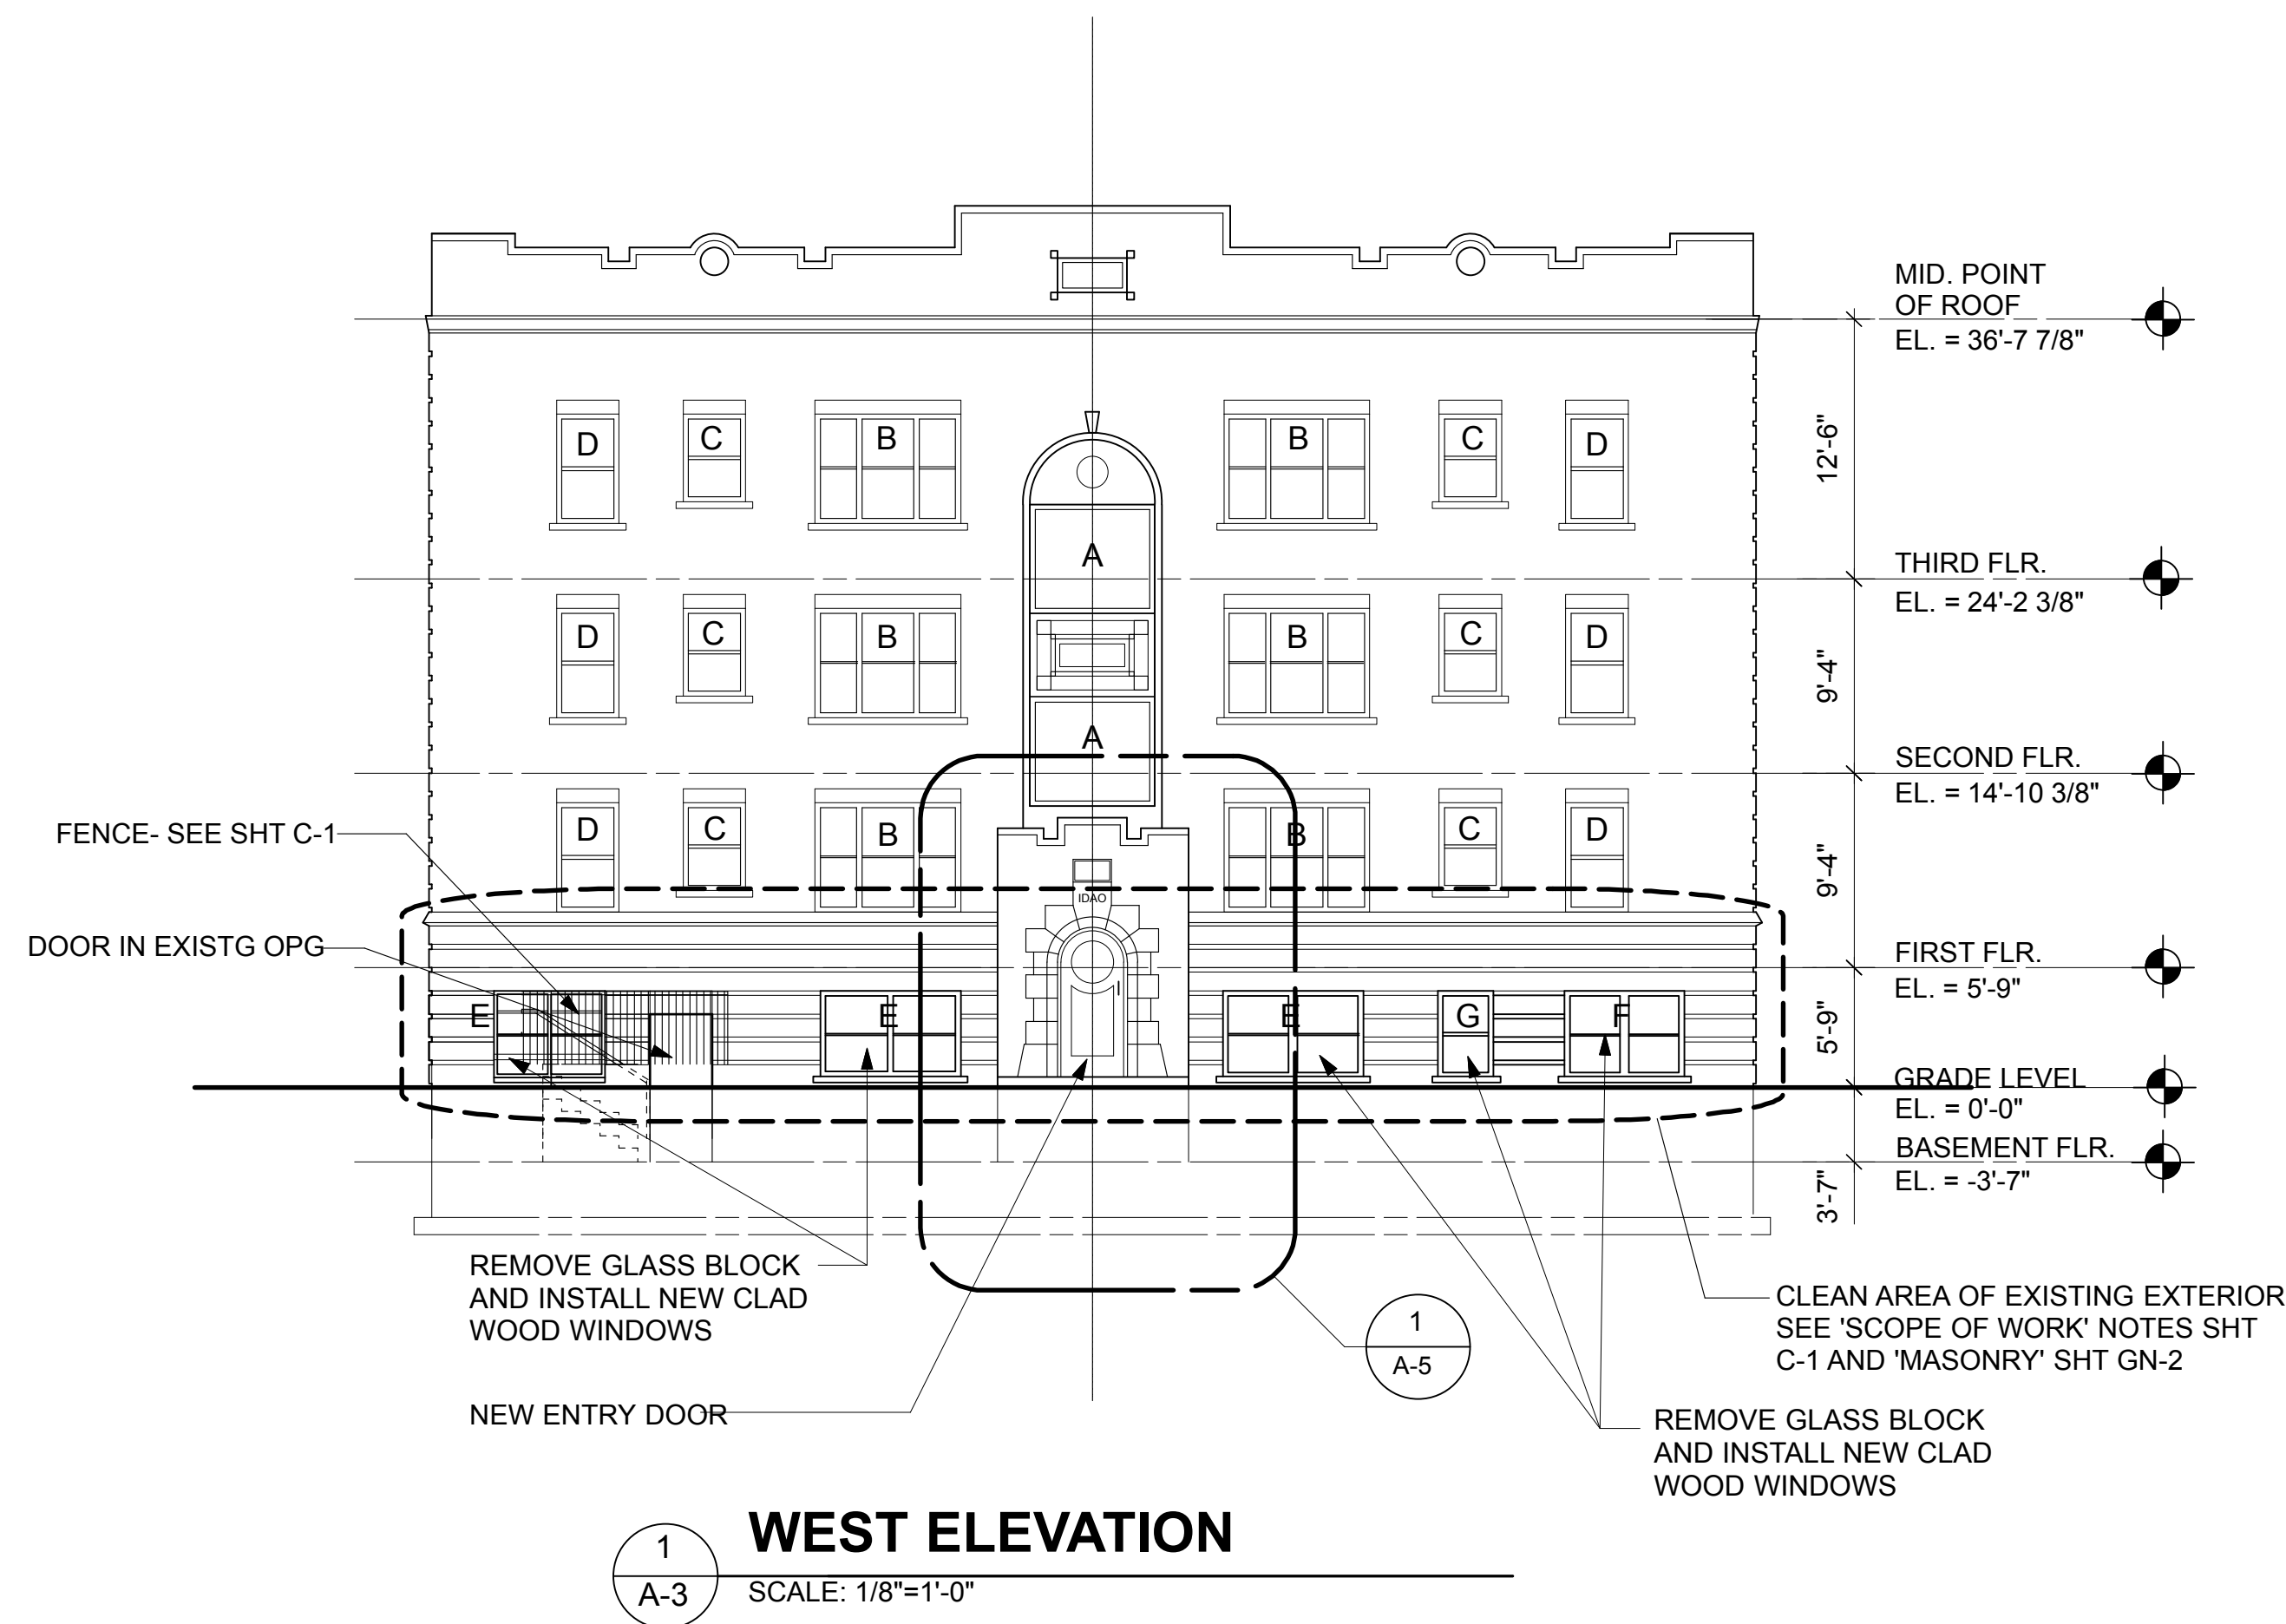 MID. POINT
OF ROOF
EL. = 36'-7 7/8"
12'-6"
D C B B C D
A
THIRD FLR.
EL. = 24'-2 3/8"
9'-4"
D C B B C D
A
SECOND FLR.
EL. = 14'-10 3/8"
9'-4"
FENCE- SEE SHT C-1
D C B B C D
IDAO
DOOR IN EXISTG OPG
FIRST FLR.
EL. = 5'-9"
5'-9"
E E E G F
GRADE LEVEL
EL. = 0'-0"
BASEMENT FLR.
EL. = -3'-7"
3'-7"
REMOVE GLASS BLOCK
AND INSTALL NEW CLAD
WOOD WINDOWS
NEW ENTRY DOOR
1
A-5
CLEAN AREA OF EXISTING EXTERIOR
SEE 'SCOPE OF WORK' NOTES SHT
C-1 AND 'MASONRY' SHT GN-2
REMOVE GLASS BLOCK
AND INSTALL NEW CLAD
WOOD WINDOWS
1
A-3
WEST ELEVATION
SCALE: 1/8"=1'-0"